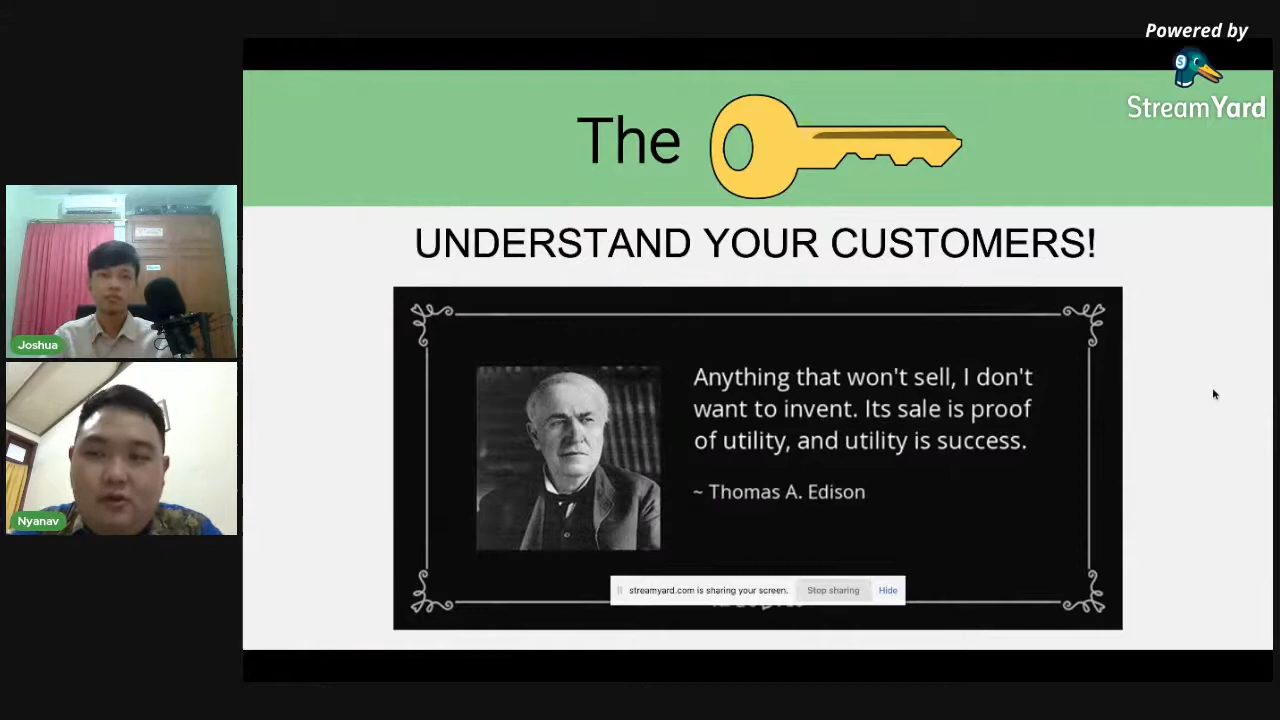 Powered by
StreamYard
The
UNDERSTAND YOUR CUSTOMERS!
Anything that won't sell, I don't
want to invent. Its sale is proof
of utility, and utility is success.
~ Thomas A. Edison
streamyard.com is sharing your screen. Stop sharing Hide
Joshua
Nyanav